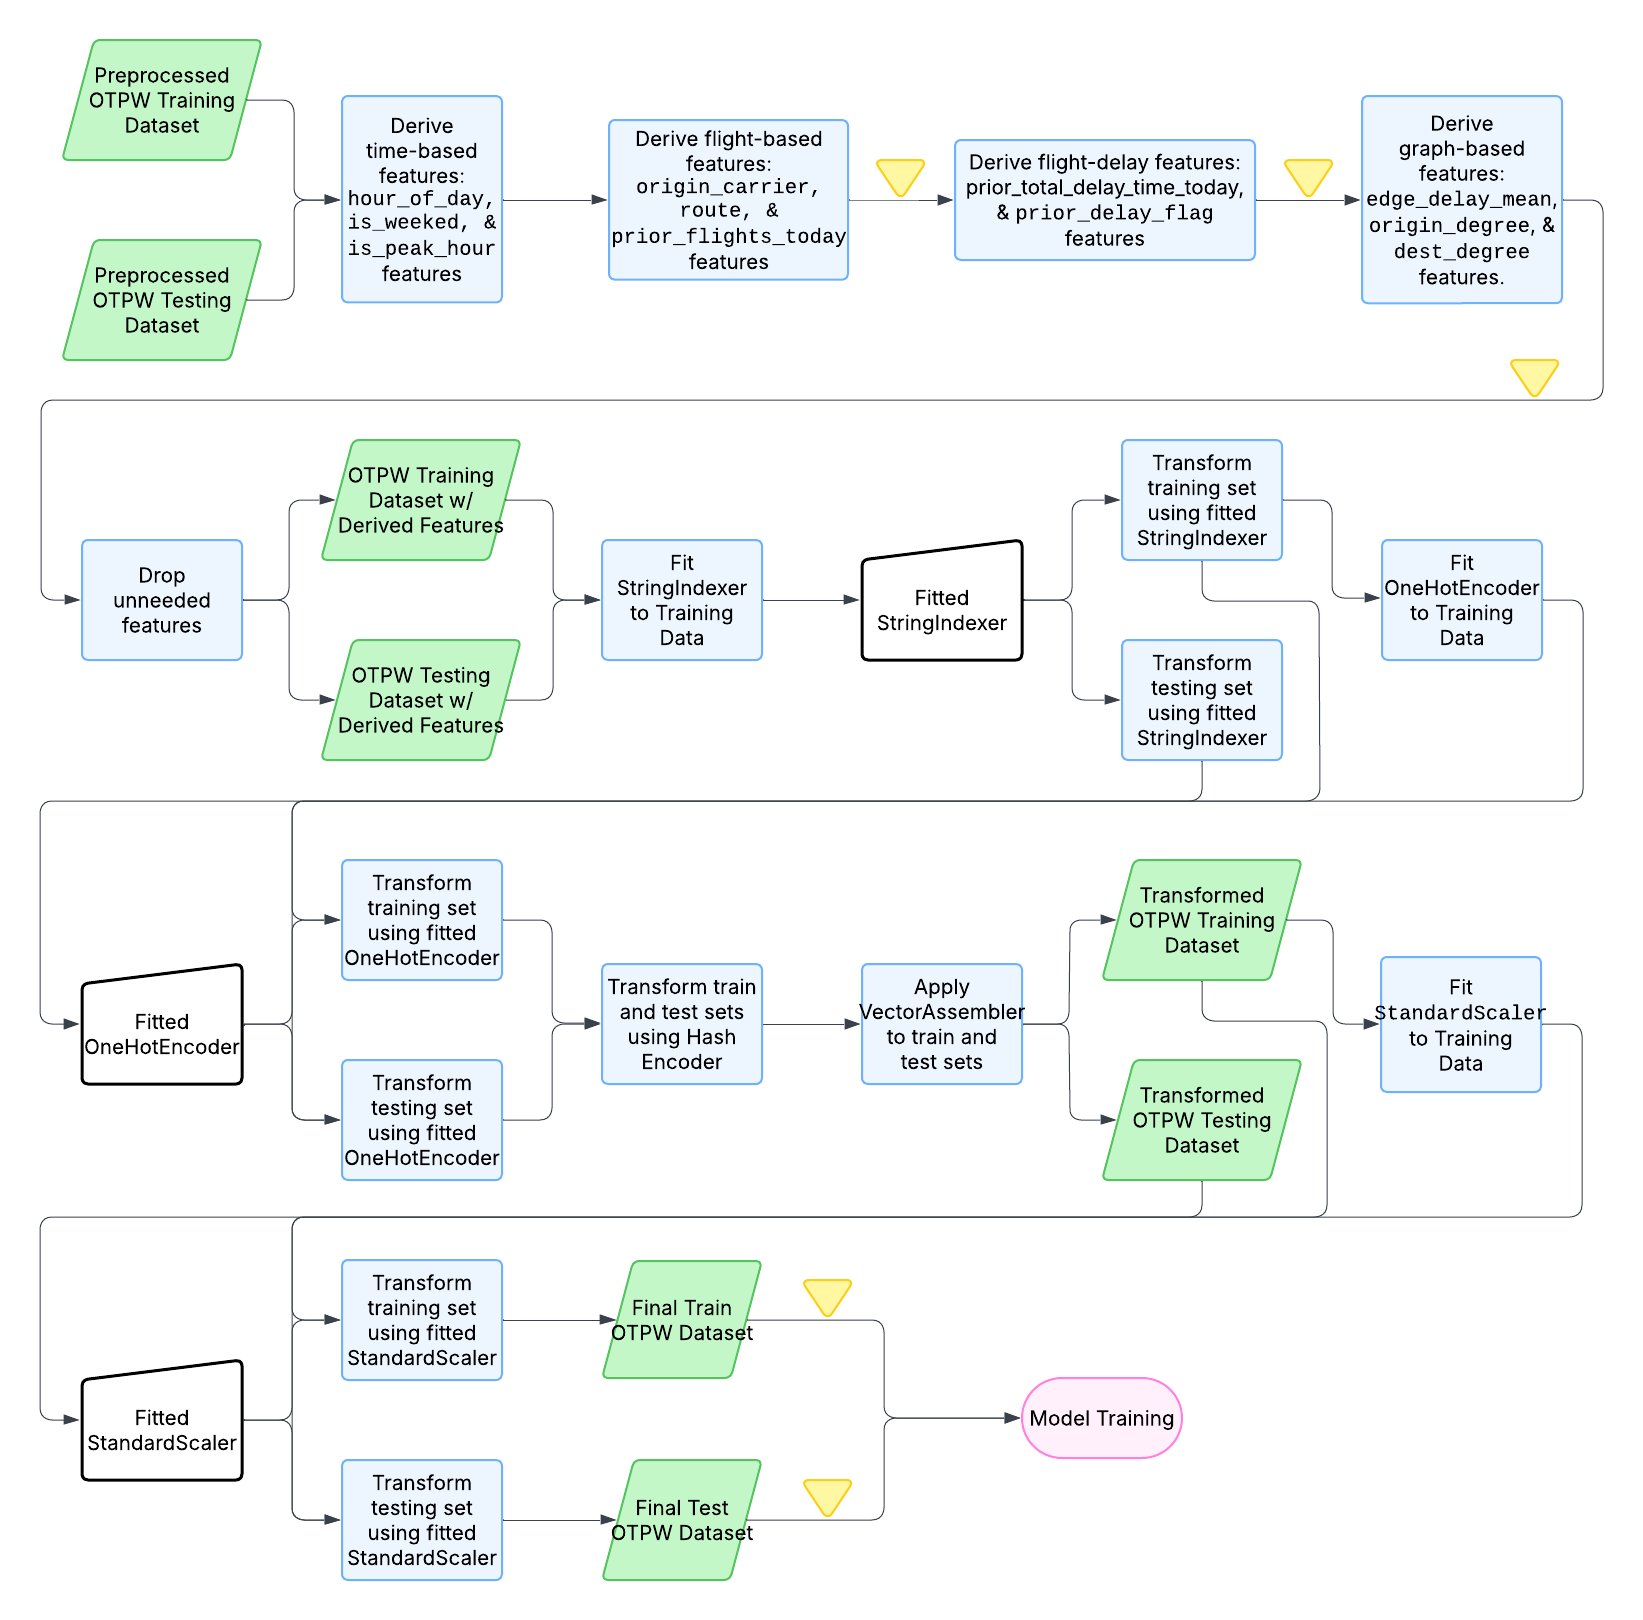 Preprocessed
OTPW Training
Dataset
Preprocessed
OTPW Testing
Dataset
Derive
time-based
features:
hour_of_day,
is_weeked, &
is_peak_hour
features
Derive flight-based
features:
origin_carrier,
route, &
prior_flights_today
features
Derive flight-delay features:
prior_total_delay_time_today,
& prior_delay_flag
features
Derive
graph-based
features:
edge_delay_mean,
origin_degree, &
dest_degree
features.
Drop
unneeded
features
OTPW Training
Dataset w/
Derived Features
OTPW Testing
Dataset w/
Derived Features
Fit
StringIndexer
to Training
Data
Fitted
StringIndexer
Transform
training set
using fitted
StringIndexer
Transform
testing set
using fitted
StringIndexer
Fit
OneHotEncoder
to Training
Data
Fitted
OneHotEncoder
Transform
training set
using fitted
OneHotEncoder
Transform
testing set
using fitted
OneHotEncoder
Transform train
and test sets
using Hash
Encoder
Apply
VectorAssembler
to train and
test sets
Transformed
OTPW Training
Dataset
Transformed
OTPW Testing
Dataset
Fit
StandardScaler
to Training
Data
Fitted
StandardScaler
Transform
training set
using fitted
StandardScaler
Transform
testing set
using fitted
StandardScaler
Final Train
OTPW Dataset
Final Test
OTPW Dataset
Model Training